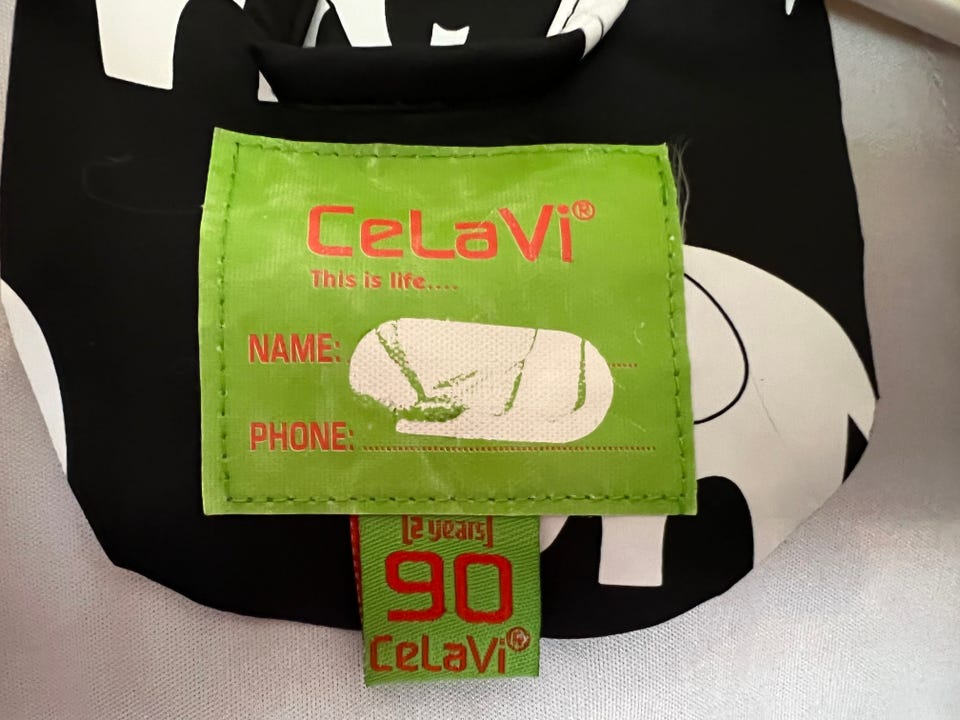 CeLaVi®
This is life....
NAME:
PHONE:
[2 years]
90
CeLaVi®